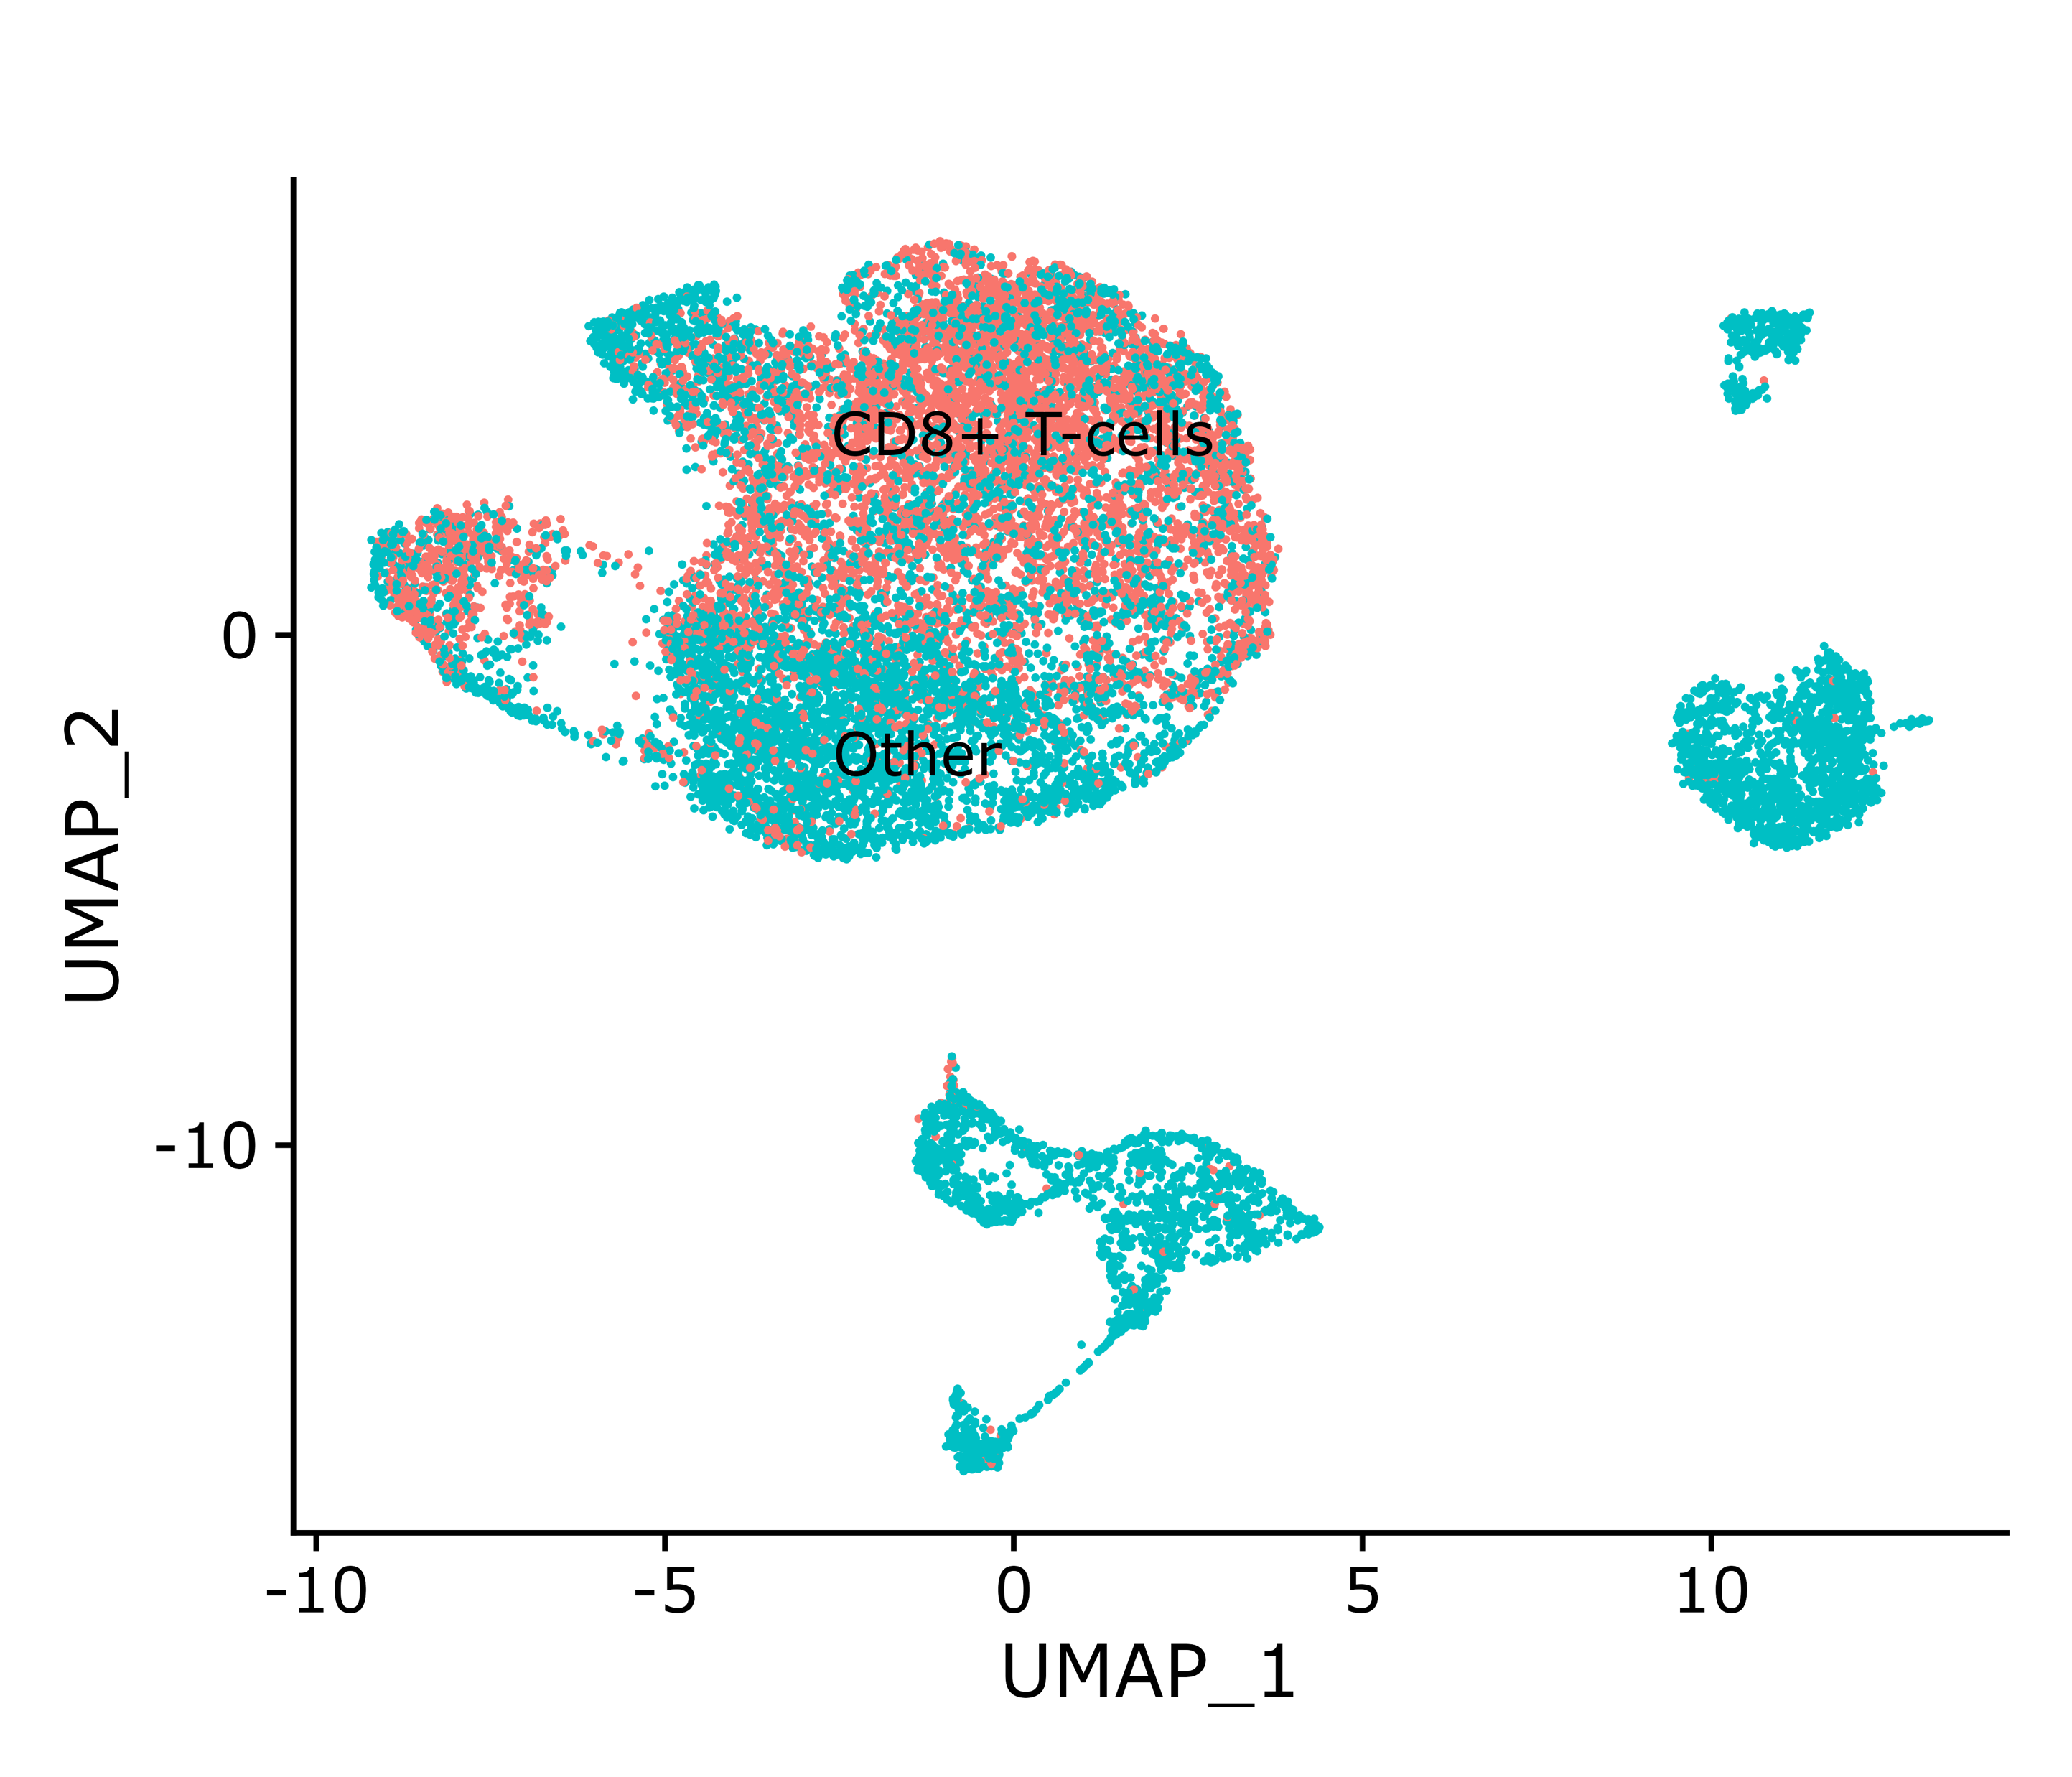 CD8+ T-cells
Other
0
-10
UMAP_2
-10 -5 0 5 10
UMAP_1